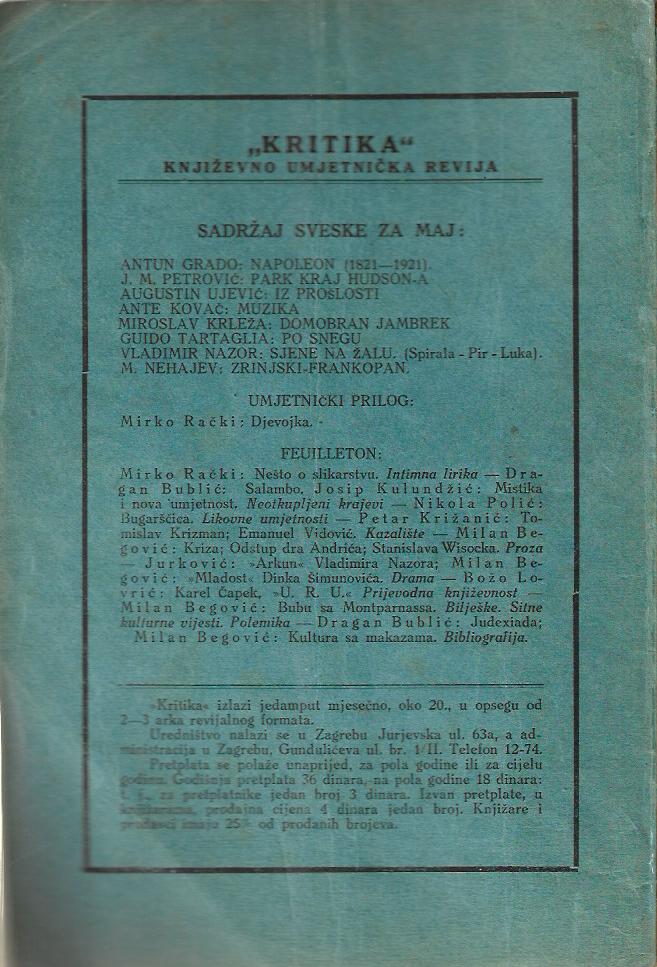 „KRITIKA“
KNJIŽEVNO UMJETNIČKA REVIJA
SADRŽAJ SVESKE ZA MAJ:
ANTUN GRADO: NAPOLEON (1821—1921).
J. M. PETROVIĆ: PARK KRAJ HUDSON-A
AUGUSTIN UJEVIĆ: IZ PROŠLOSTI
ANTE KOVAČ: MUZIKA
MIROSLAV KRLEŽA: DOMOBRAN JAMBREK
GUIDO TARTAGLIA: PO SNEGU
VLADIMIR NAZOR: SJENE NA ŽALU. (Spirala - Pir - Luka).
M. NEHAJEV: ZRINJSKI-FRANKOPAN.
UMJETNIČKI PRILOG:
Mirko Rački: Djevojka.
FEUILLETON:
Mirko Rački: Nešto o slikarstvu. Intimna lirika — Dra-
gan Bublić: Salambo, Josip Kulundžić: Mistika
i nova umjetnost. Neotkupljeni krajevi — Nikola Polić:
Bugaršćica. Likovne umjetnosti — Petar Križanić: To-
mislav Krizman; Emanuel Vidović. Kazalište — Milan Be-
gović: Kriza; Odstup dra Andrića; Stanislava Wisocka. Proza
— Jurković: »Arkun« Vladimira Nazora; Milan Be-
gović: »Mladost« Dinka Šimunovića. Drama — Božo Lo-
vrić: Karel Čapek, »U. R. U.« Prijevodna književnost —
Milan Begović: Bubu sa Montparnassa. Bilješke. Sitne
kulturne vijesti. Polemika — Dragan Bublić: Judexiada;
Milan Begović: Kultura sa makazama. Bibliografija.
»Kritika« izlazi jedamput mjesečno, oko 20., u opsegu od
2—3 arka revijalnog formata.
Uredništvo nalazi se u Zagrebu Jurjevska ul. 63a, a ad-
ministracija u Zagrebu, Gundulićeva ul. br. 1/II. Telefon 12-74.
Pretplata se polaže unaprijed, za pola godine ili za cijelu
godinu. Godišnja pretplata 36 dinara, na pola godine 18 dinara:
t. j., za pretplatnike jedan broj 3 dinara. Izvan pretplate, u
knjižarama, prodajna cijena 4 dinara jedan broj. Knjižare i
prodavci imaju 25% od prodanih brojeva.